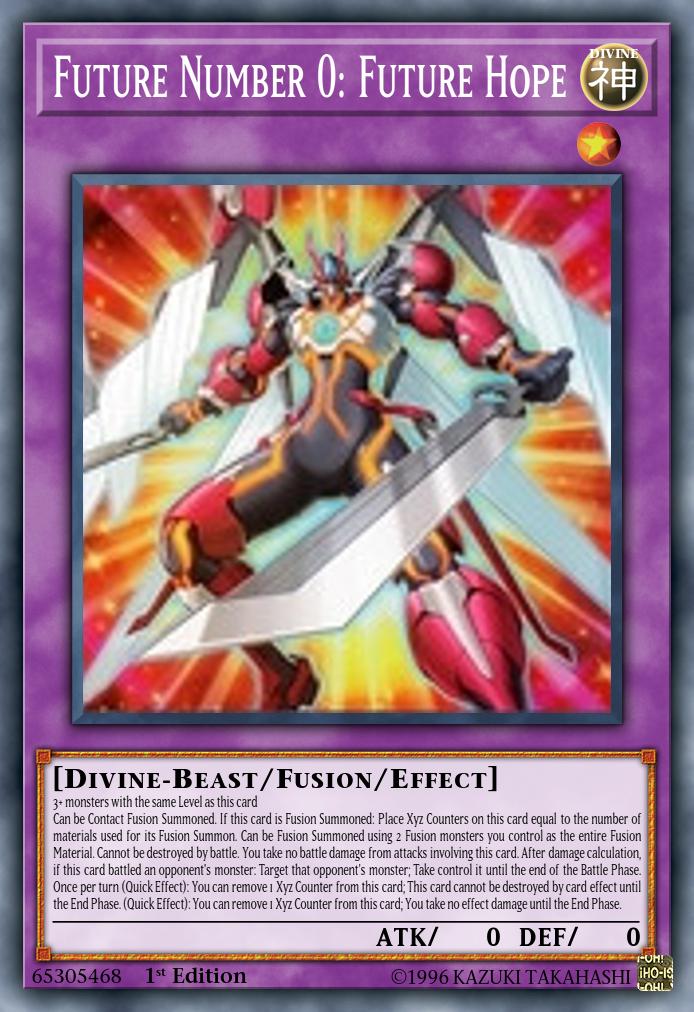 FUTURE NUMBER 0: FUTURE HOPE
DIVINE
神
[DIVINE-BEAST/FUSION/EFFECT]
3+ monsters with the same Level as this card
Can be Contact Fusion Summoned. If this card is Fusion Summoned: Place Xyz Counters on this card equal to the number of
materials used for its Fusion Summon. Can be Fusion Summoned using 2 Fusion monsters you control as the entire Fusion
Material. Cannot be destroyed by battle. You take no battle damage from attacks involving this card. After damage calculation,
if this card battled an opponent's monster: Target that opponent's monster; Take control it until the end of the Battle Phase.
Once per turn (Quick Effect): You can remove 1 Xyz Counter from this card; This card cannot be destroyed by card effect until
the End Phase. (Quick Effect): You can remove 1 Xyz Counter from this card; You take no effect damage until the End Phase.
ATK/ 0 DEF/ 0
65305468 1st Edition ©1996 KAZUKI TAKAHASHI